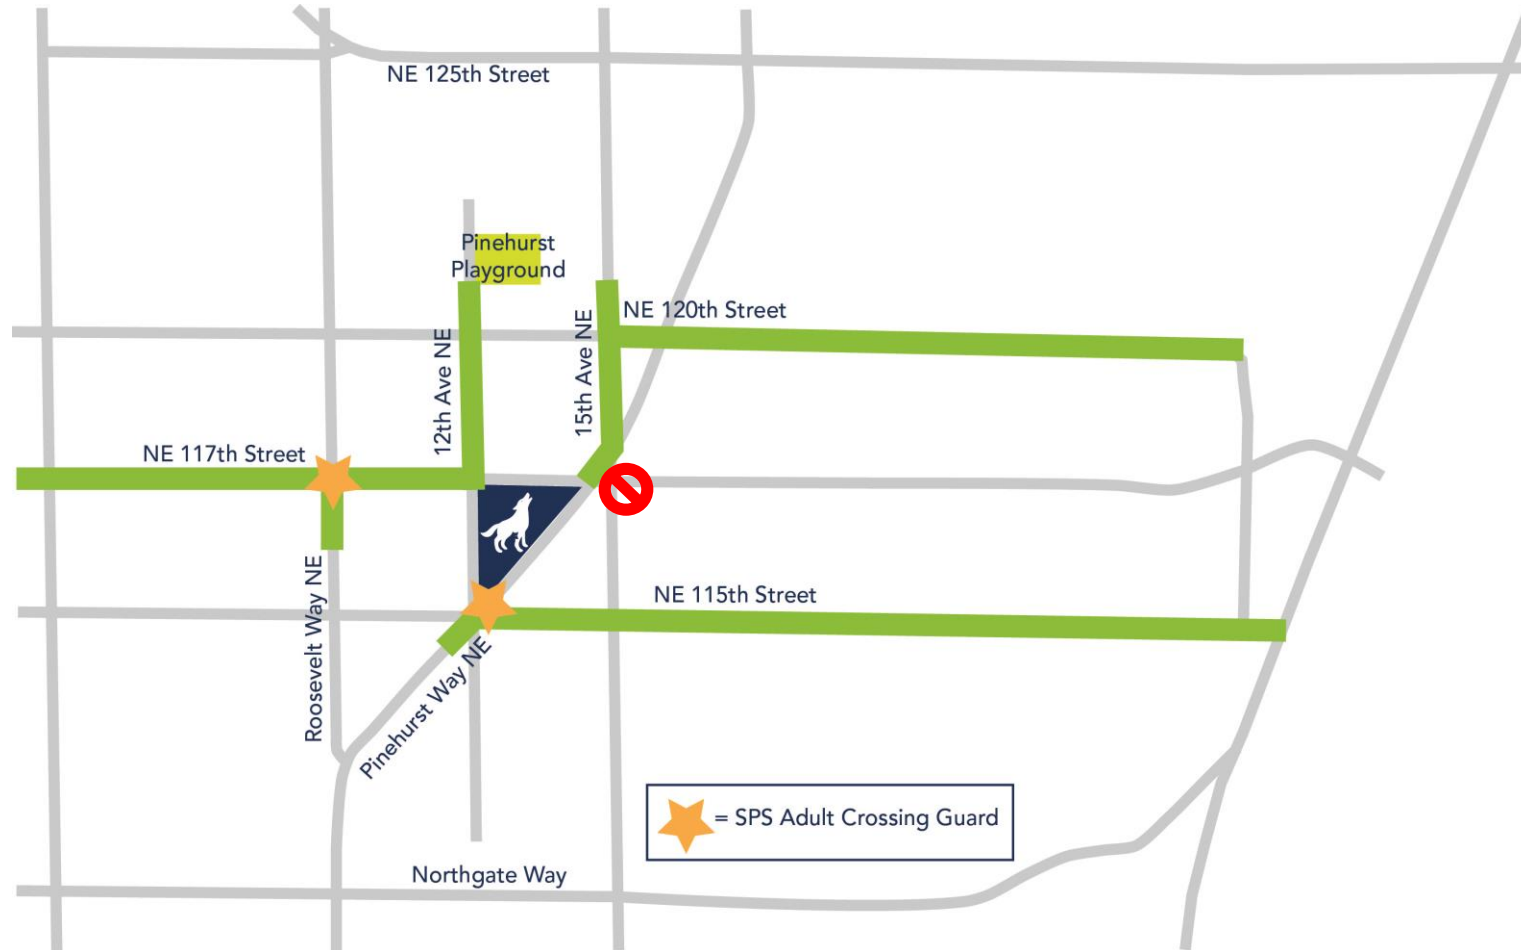 NE 125th Street
Pinehurst
Playground
NE 120th Street
12th Ave NE
15th Ave NE
NE 117th Street
NE 115th Street
Roosevelt Way NE
Pinehurst Way NE
= SPS Adult Crossing Guard
Northgate Way